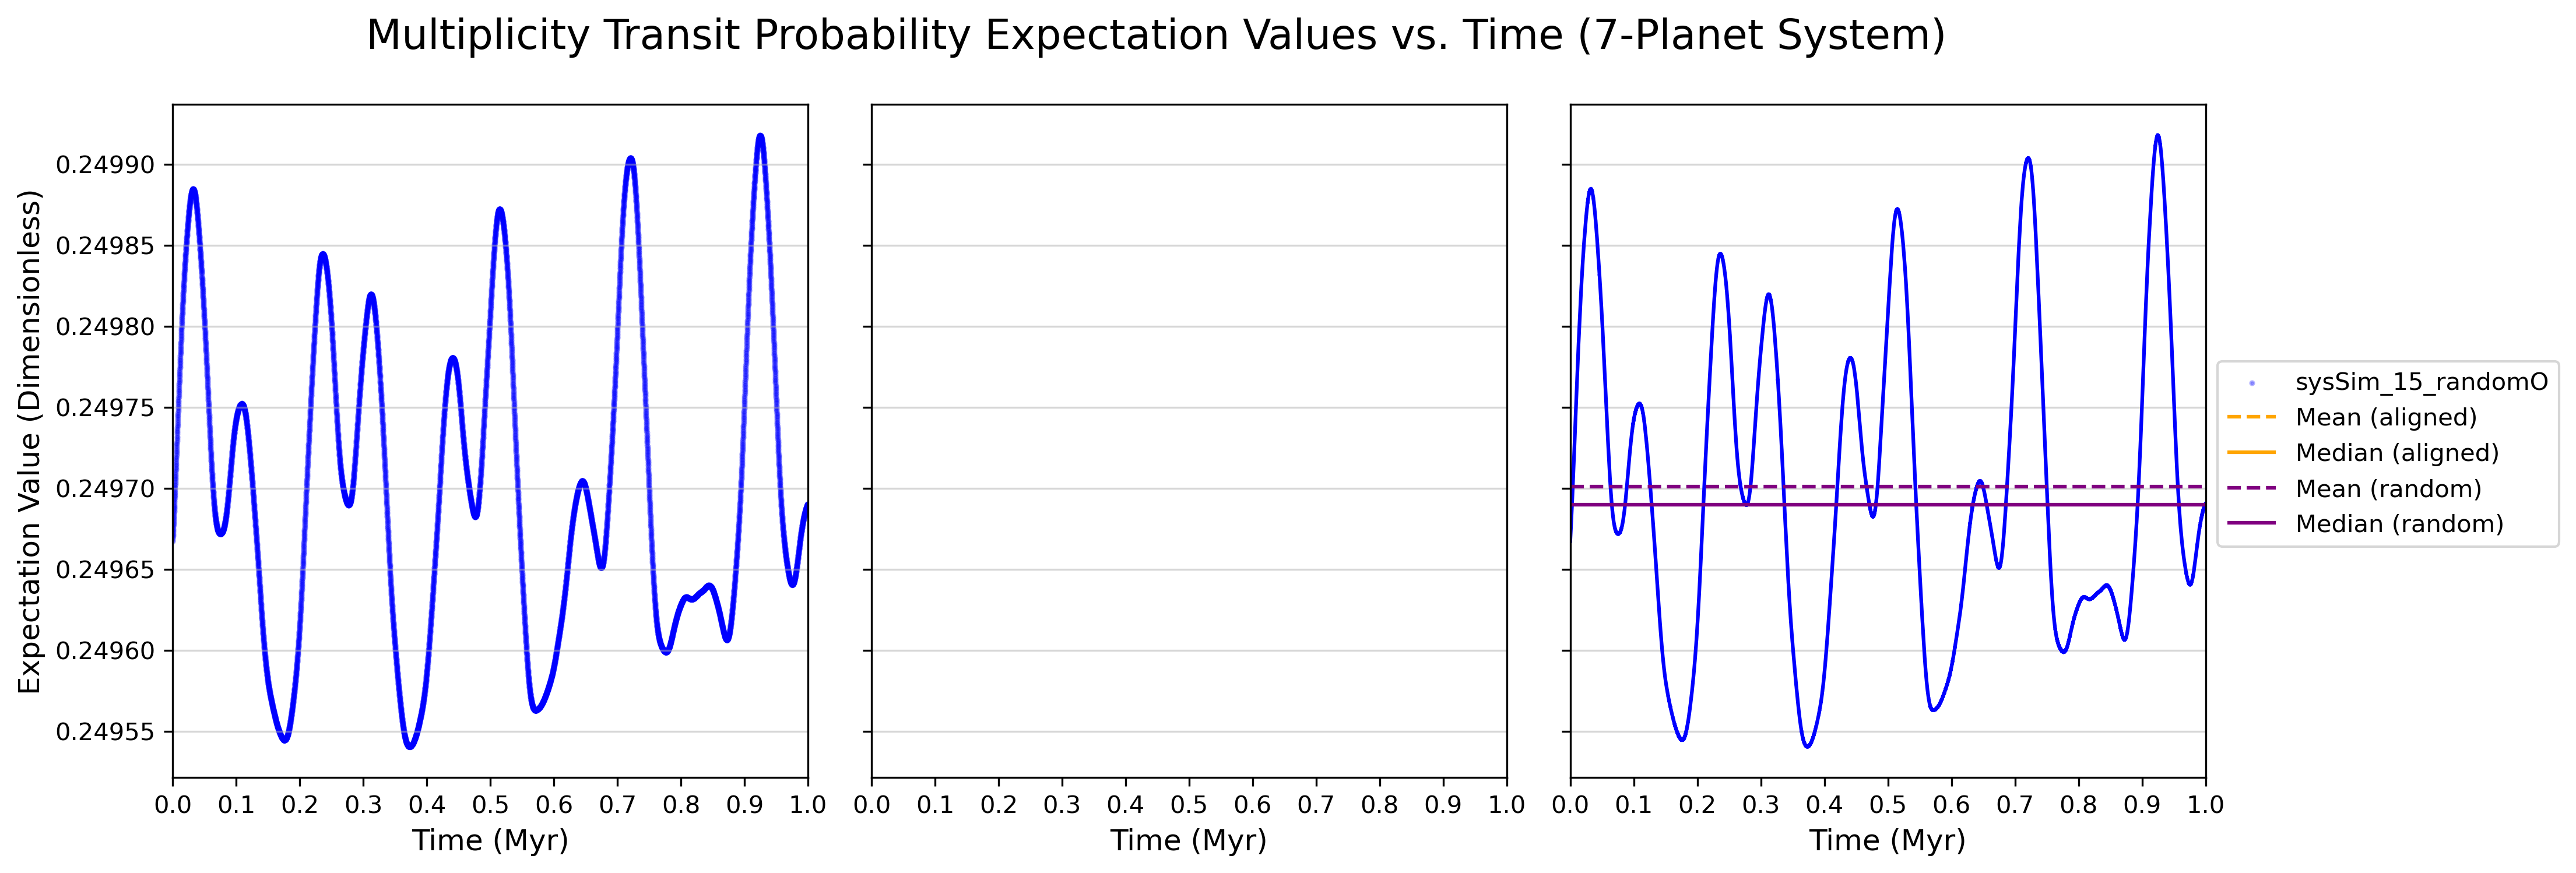 Multiplicity Transit Probability Expectation Values vs. Time (7-Planet System)
Expectation Value (Dimensionless)
0.24990
0.24985
0.24980
0.24975
0.24970
0.24965
0.24960
0.24955
0.0 0.1 0.2 0.3 0.4 0.5 0.6 0.7 0.8 0.9 1.0
Time (Myr)
0.0 0.1 0.2 0.3 0.4 0.5 0.6 0.7 0.8 0.9 1.0
Time (Myr)
0.0 0.1 0.2 0.3 0.4 0.5 0.6 0.7 0.8 0.9 1.0
Time (Myr)
sysSim_15_randomO
Mean (aligned)
Median (aligned)
Mean (random)
Median (random)